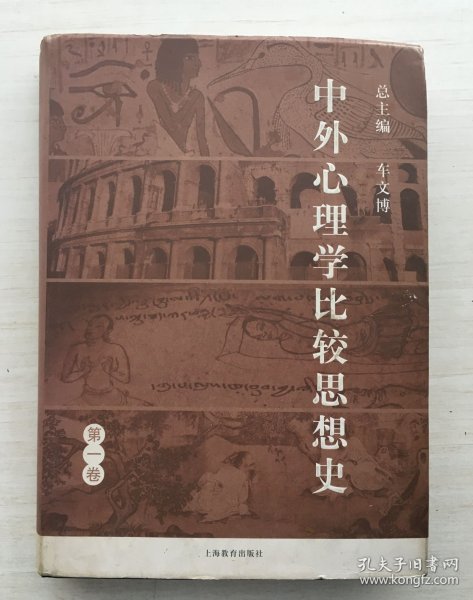 总主编 车文博
中外心理学比较思想史
第一卷
上海教育出版社
孔夫子旧书网
www.kongfz.com